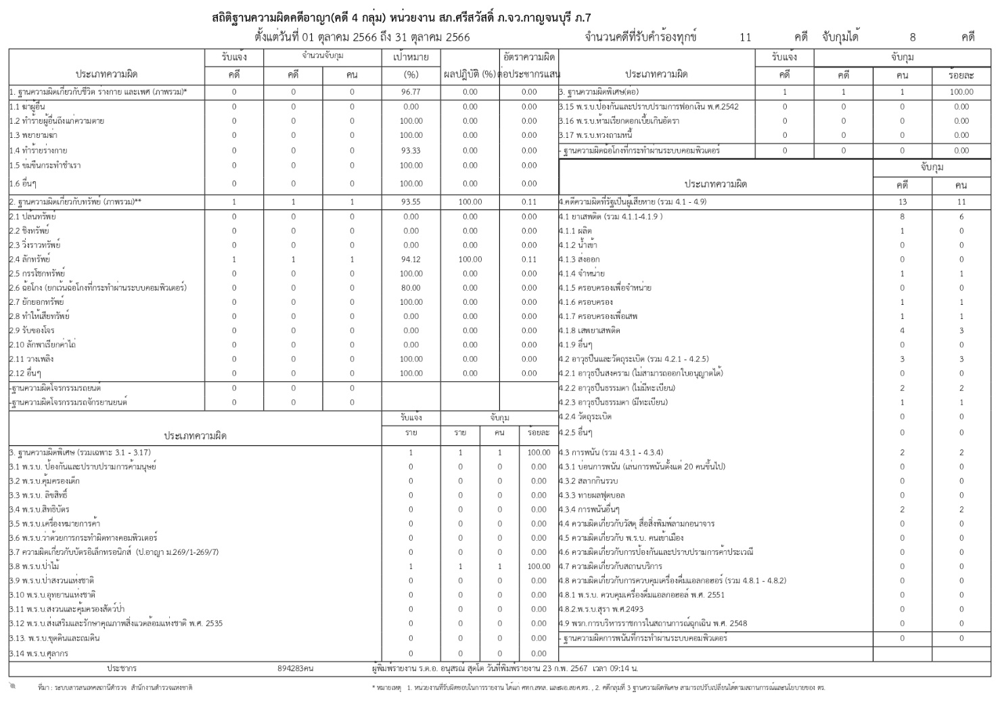 สถิติฐานความผิดคดีอาญา(คดี 4 กลุ่ม) หน่วยงาน สภ.ศรีสวัสดิ์ ภ.จว.กาญจนบุรี ภ.7
ตั้งแต่วันที่ 01 ตุลาคม 2566 ถึง 31 ตุลาคม 2566 จำนวนคดีที่รับคำร้องทุกข์ 11 คดี จับกุมได้ 8 คดี
ประเภทความผิด รับแจ้ง จำนวนจับกุม เป้าหมาย ผลปฏิบัติ (%) อัตราความผิด
คดี คดี คน (%) ต่อประชากรแสน
1. ฐานความผิดเกี่ยวกับชีวิต ร่างกาย และเพศ (ภาพรวม)* 0 0 0 96.77 0.00 0.00
1.1 ฆ่าผู้อื่น 0 0 0 0.00 0.00 0.00
1.2 ทำร้ายผู้อื่นถึงแก่ความตาย 0 0 0 100.00 0.00 0.00
1.3 พยายามฆ่า 0 0 0 100.00 0.00 0.00
1.4 ทำร้ายร่างกาย 0 0 0 93.33 0.00 0.00
1.5 ข่มขืนกระทำชำเรา 0 0 0 100.00 0.00 0.00
1.6 อื่นๆ 0 0 0 100.00 0.00 0.00
2. ฐานความผิดเกี่ยวกับทรัพย์ (ภาพรวม)** 1 1 1 93.55 100.00 0.11
2.1 ปล้นทรัพย์ 0 0 0 0.00 0.00 0.00
2.2 ชิงทรัพย์ 0 0 0 0.00 0.00 0.00
2.3 วิ่งราวทรัพย์ 0 0 0 0.00 0.00 0.00
2.4 ลักทรัพย์ 1 1 1 94.12 100.00 0.11
2.5 กรรโชกทรัพย์ 0 0 0 100.00 0.00 0.00
2.6 ฉ้อโกง (ยกเว้นฉ้อโกงที่กระทำผ่านระบบคอมพิวเตอร์) 0 0 0 80.00 0.00 0.00
2.7 ยักยอกทรัพย์ 0 0 0 100.00 0.00 0.00
2.8 ทำให้เสียทรัพย์ 0 0 0 0.00 0.00 0.00
2.9 รับของโจร 0 0 0 0.00 0.00 0.00
2.10 ลักพาเรียกค่าไถ่ 0 0 0 0.00 0.00 0.00
2.11 วางเพลิง 0 0 0 100.00 0.00 0.00
2.12 อื่นๆ 0 0 0 100.00 0.00 0.00
-ฐานความผิดโจรกรรมรถยนต์ 0 0 0
-ฐานความผิดโจรกรรมรถจักรยานยนต์ 0 0 0
ประเภทความผิด รับแจ้ง จับกุม
ราย ราย คน ร้อยละ
3. ฐานความผิดพิเศษ (รวมเฉพาะ 3.1 - 3.17) 1 1 1 100.00
3.1 พ.ร.บ. ป้องกันและปราบปรามการค้ามนุษย์ 0 0 0 0.00
3.2 พ.ร.บ.คุ้มครองเด็ก 0 0 0 0.00
3.3 พ.ร.บ. ลิขสิทธิ์ 0 0 0 0.00
3.4 พ.ร.บ.สิทธิบัตร 0 0 0 0.00
3.5 พ.ร.บ.เครื่องหมายการค้า 0 0 0 0.00
3.6 พ.ร.บ.ว่าด้วยการกระทำผิดทางคอมพิวเตอร์ 0 0 0 0.00
3.7 ความผิดเกี่ยวกับบัตรอิเล็กทรอนิกส์ (ป.อาญา ม.269/1-269/7) 0 0 0 0.00
3.8 พ.ร.บ.ป่าไม้ 1 1 1 100.00
3.9 พ.ร.บ.ป่าสงวนแห่งชาติ 0 0 0 0.00
3.10 พ.ร.บ.อุทยานแห่งชาติ 0 0 0 0.00
3.11 พ.ร.บ.สงวนและคุ้มครองสัตว์ป่า 0 0 0 0.00
3.12 พ.ร.บ.ส่งเสริมและรักษาคุณภาพสิ่งแวดล้อมแห่งชาติ พ.ศ. 2535 0 0 0 0.00
3.13. พ.ร.บ.ขุดดินและถมดิน 0 0 0 0.00
3.14 พ.ร.บ.ศุลากร 0 0 0 0.00
ประเภทความผิด รับแจ้ง จับกุม
คดี คดี คน ร้อยละ
3. ฐานความผิดพิเศษ(ต่อ) 1 1 1 100.00
3.15 พ.ร.บ.ป้องกันและปราบปรามการฟอกเงิน พ.ศ.2542 0 0 0 0.00
3.16 พ.ร.บ.ห้ามเรียกดอกเบี้ยเกินอัตรา 0 0 0 0.00
3.17 พ.ร.บ.ทวงถามหนี้ 0 0 0 0.00
- ฐานความผิดฉ้อโกงที่กระทำผ่านระบบคอมพิวเตอร์ 0 0 0 0.00
ประเภทความผิด จับกุม
คดี คน
4.คดีความผิดที่รัฐเป็นผู้เสียหาย (รวม 4.1 - 4.9) 13 11
4.1 ยาเสพติด (รวม 4.1.1-4.1.9 ) 8 6
4.1.1 ผลิต 1 0
4.1.2 นำเข้า 0 0
4.1.3 ส่งออก 0 0
4.1.4 จำหน่าย 1 1
4.1.5 ครอบครองเพื่อจำหน่าย 0 0
4.1.6 ครอบครอง 1 1
4.1.7 ครอบครองเพื่อเสพ 1 1
4.1.8 เสพยาเสพติด 4 3
4.1.9 อื่นๆ 0 0
4.2 อาวุธปืนและวัตถุระเบิด (รวม 4.2.1 - 4.2.5) 3 3
4.2.1 อาวุธปืนสงคราม (ไม่สามารถออกใบอนุญาตได้) 0 0
4.2.2 อาวุธปืนธรรมดา (ไม่มีทะเบียน) 2 2
4.2.3 อาวุธปืนธรรมดา (มีทะเบียน) 1 1
4.2.4 วัตถุระเบิด 0 0
4.2.5 อื่นๆ 0 0
4.3 การพนัน (รวม 4.3.1 - 4.3.4) 2 2
4.3.1 บ่อนการพนัน (เล่นการพนันตั้งแต่ 20 คนขึ้นไป) 0 0
4.3.2 สลากกินรวบ 0 0
4.3.3 ทายผลฟุตบอล 0 0
4.3.4 การพนันอื่นๆ 2 2
4.4 ความผิดเกี่ยวกับวัสดุ สื่อสิ่งพิมพ์ลามกอนาจาร 0 0
4.5 ความผิดเกี่ยวกับ พ.ร.บ. คนเข้าเมือง 0 0
4.6 ความผิดเกี่ยวกับการป้องกันและปราบปรามการค้าประเวณี 0 0
4.7 ความผิดเกี่ยวกับสถานบริการ 0 0
4.8 ความผิดเกี่ยวกับการควบคุมเครื่องดื่มแอลกอฮอร์ (รวม 4.8.1 - 4.8.2) 0 0
4.8.1 พ.ร.บ. ควบคุมเครื่องดื่มแอลกอฮอล์ พ.ศ. 2551 0 0
4.8.2.พ.ร.บ.สุรา พ.ศ.2493 0 0
4.9 พรก.การบริหารราชการในสถานการณ์ฉุกเฉิน พ.ศ. 2548 0 0
- ฐานความผิดการพนันที่กระทำผ่านระบบคอมพิวเตอร์ 0 0
ประชากร 894283คน ผู้พิมพ์รายงาน ร.ต.อ. อนุสรณ์ สุดโต วันที่พิมพ์รายงาน 23 ก.พ. 2567 เวลา 09:14 น.
ที่มา : ระบบสารสนเทศสถานีตำรวจ สำนักงานตำรวจแห่งชาติ * หมายเหตุ 1. หน่วยงานที่รับผิดชอบในการรายงาน ได้แก่ ศทก.สทส. และผอ.สยศ.ตร. , 2. คดีกลุ่มที่ 3 ฐานความผิดพิเศษ สามารถปรับเปลี่ยนได้ตามสถานการณ์และนโยบายของ ตร.